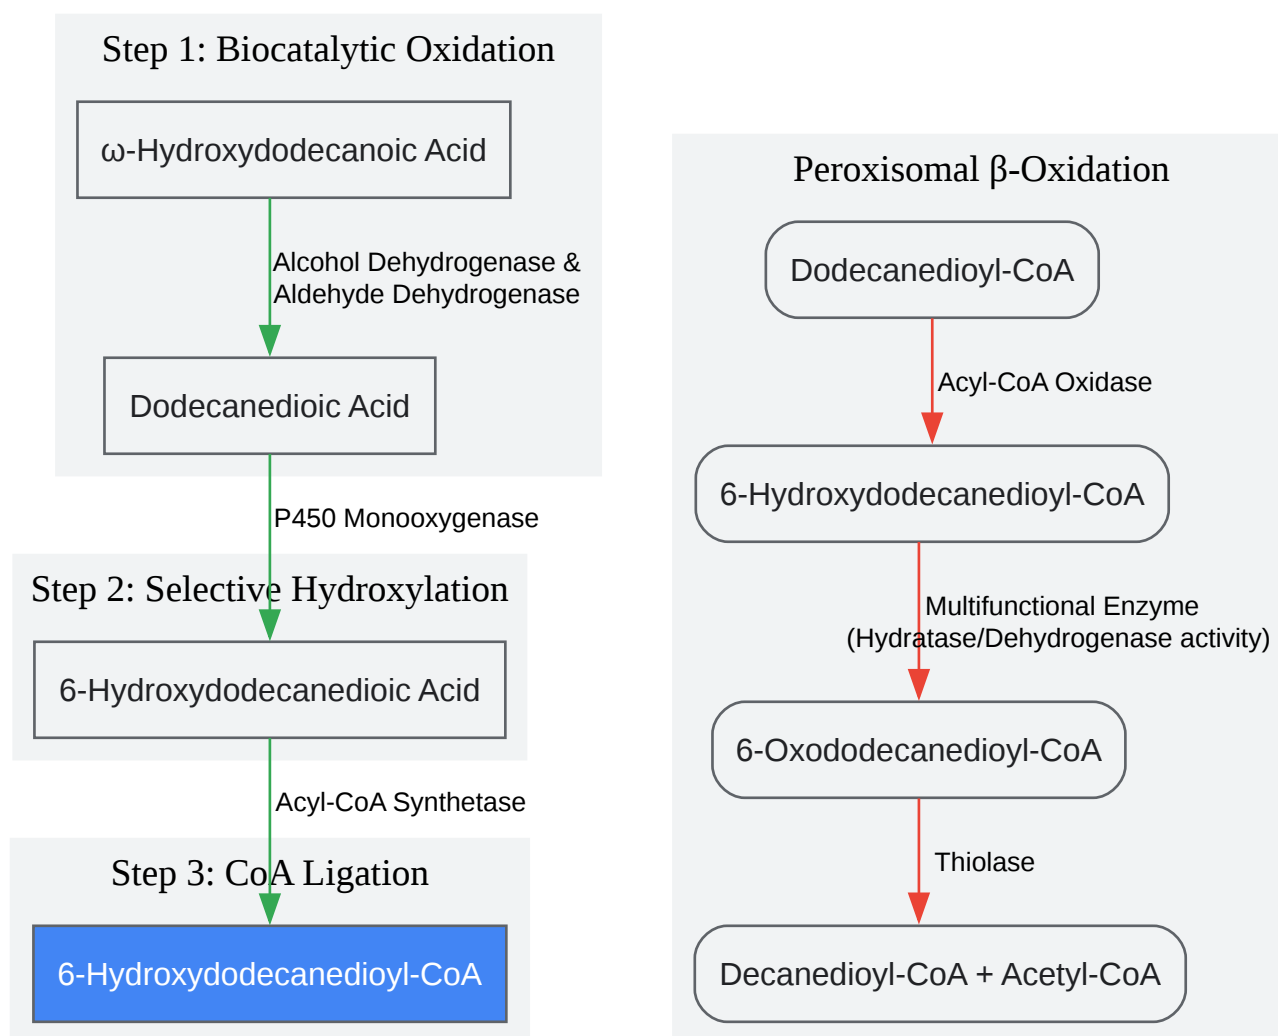 Step 1: Biocatalytic Oxidation
ω-Hydroxydodecanoic Acid
Alcohol Dehydrogenase &
Aldehyde Dehydrogenase
Dodecanedioic Acid
P450 Monooxygenase
Step 2: Selective Hydroxylation
6-Hydroxydodecanedioic Acid
Acyl-CoA Synthetase
Step 3: CoA Ligation
6-Hydroxydodecanedioyl-CoA
Peroxisomal β-Oxidation
Dodecanedioyl-CoA
Acyl-CoA Oxidase
6-Hydroxydodecanedioyl-CoA
Multifunctional Enzyme
(Hydratase/Dehydrogenase activity)
6-Oxododecanedioyl-CoA
Thiolase
Decanedioyl-CoA + Acetyl-CoA